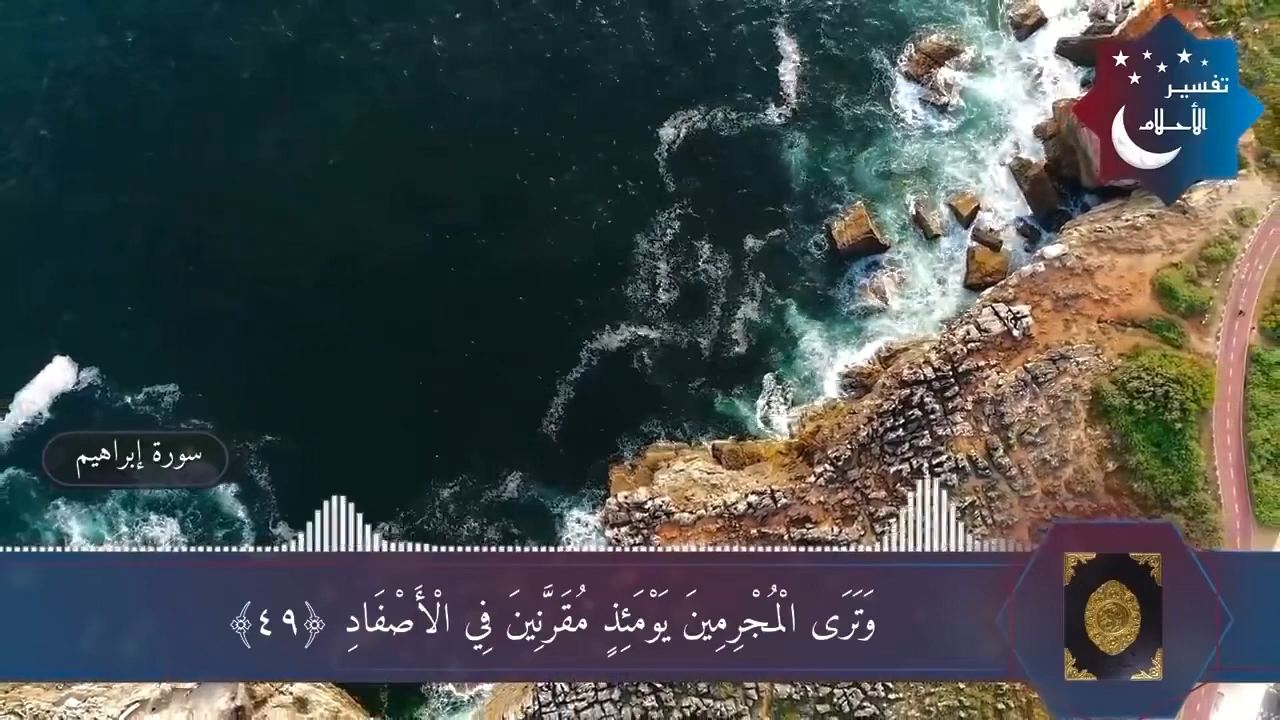 تفسير
الأحلام
سورة إبراهيم
وَتَرَى الْمُجْرِمِينَ يَوْمَئِذٍ مُقَرَّنِينَ فِي الْأَصْفَادِ ﴿٤٩﴾